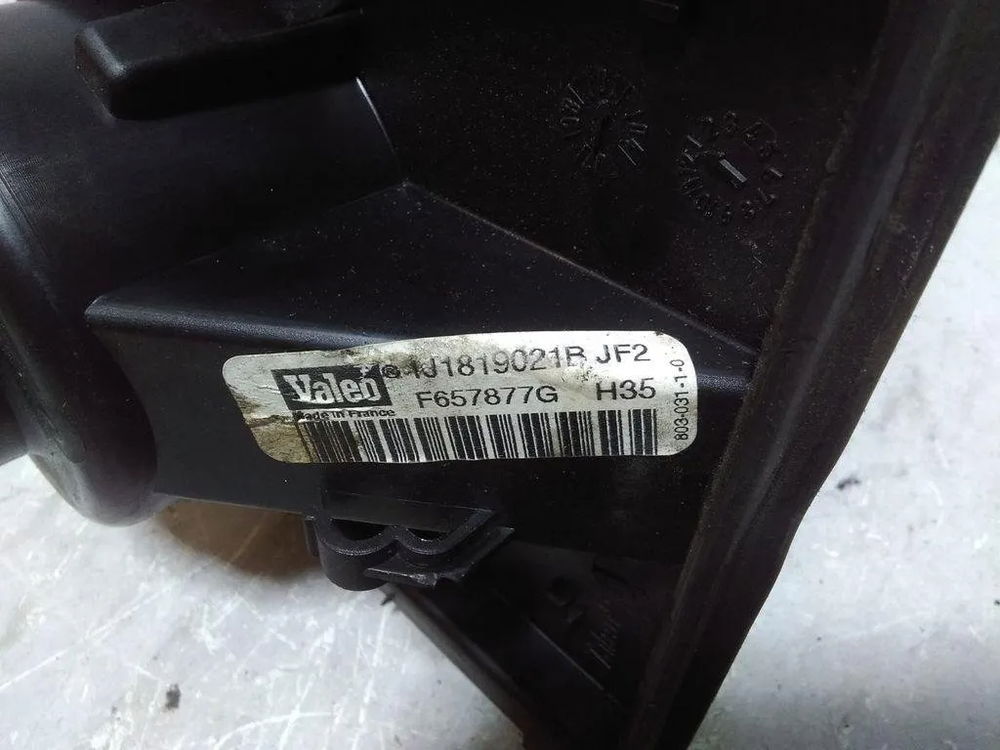 Valeo ® 1J1819021B JF2
F657877G H35
Made in France
803-031-1-0